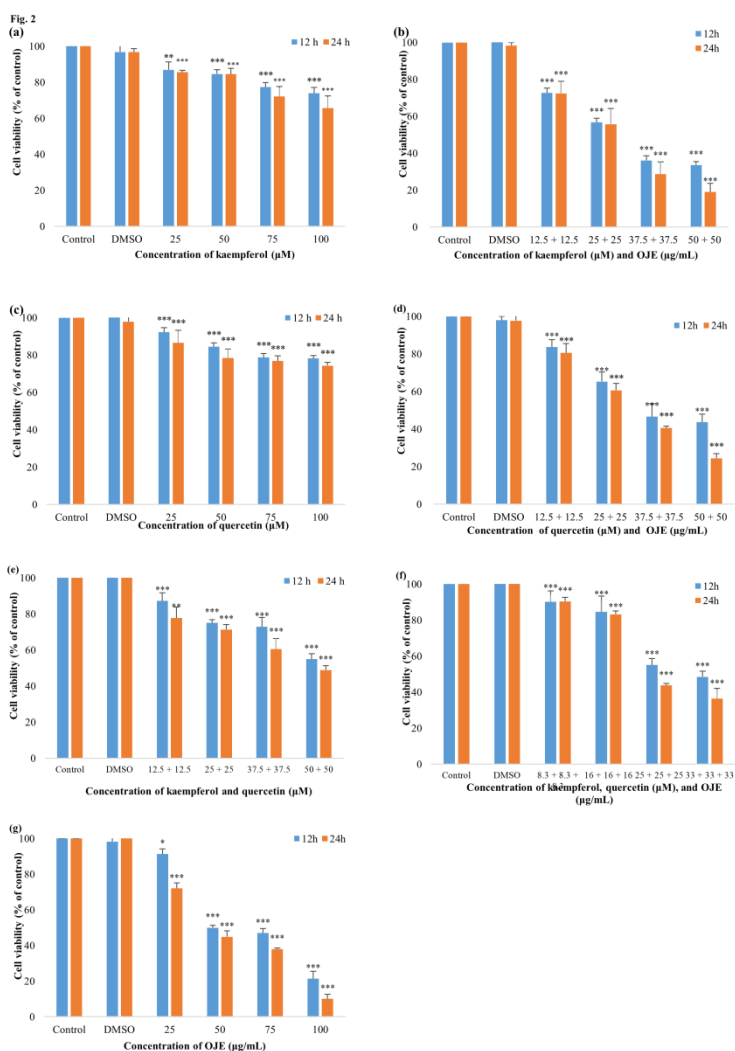 Fig. 2
(a)
12 h 24 h
** *** *** *** *** *** *** ***
Cell viability (% of control)
100
80
60
40
20
0
Control DMSO 25 50 75 100
Concentration of kaempferol (µM)
(b)
12h
24h
*** *** *** *** *** *** *** ***
Cell viability (% of control)
100
80
60
40
20
0
Control DMSO 12.5 + 12.5 25 + 25 37.5 + 37.5 50 + 50
Concentration of kaempferol (µM) and OJE (µg/mL)
(c)
12 h 24 h
*** *** *** *** *** *** *** ***
Cell viability (% of control)
100
80
60
40
20
0
Control DMSO 25 50 75 100
Concentration of quercetin (µM)
(d)
12h 24h
*** *** *** *** *** *** *** ***
Cell viability (% of control)
100
80
60
40
20
0
Control DMSO 12.5 + 12.5 25 + 25 37.5 + 37.5 50 + 50
Concentration of quercetin (µM) and OJE (µg/mL)
(e)
12 h 24 h
*** ** *** *** *** *** *** ***
Cell viability (% of control)
100
80
60
40
20
0
Control DMSO 12.5 + 12.5 25 + 25 37.5 + 37.5 50 + 50
Concentration of kaempferol and quercetin (µM)
(f)
12h
24h
*** *** *** *** *** *** *** ***
Cell viability (% of control)
100
80
60
40
20
0
Control DMSO 8.3 + 8.3 + 16 + 16 + 16 25 + 25 + 25 33 + 33 + 33
Concentration of kaempferol, quercetin (µM), and OJE
(µg/mL)
(g)
12h 24h
* *** *** *** *** *** *** ***
Cell viability (% of control)
100
80
60
40
20
0
Control DMSO 25 50 75 100
Concentration of OJE (µg/mL)